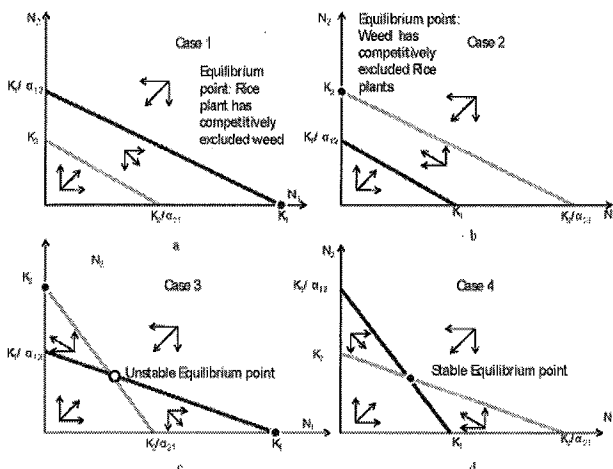 N₂
Case 1
Equilibrium
point: Rice
plant has
competitively
excluded weed
K₁/ α₁₂
K₂
K₂/α₂₁
K₁
N₁
a
N₂
Equilibrium point:
Weed has
competitively
excluded Rice
plants
Case 2
K₂
K₁/ α₁₂
K₁
K₂/α₂₁
N
b
N₂
Case 3
K₂
K₁/ α₁₂
Unstable Equilibrium point
K₂/α₂₁
K₁
N₁
c
N₂
Case 4
K₁/ α₁₂
K₂
Stable Equilibrium point
K₁
K₂/α₂₁
N
d